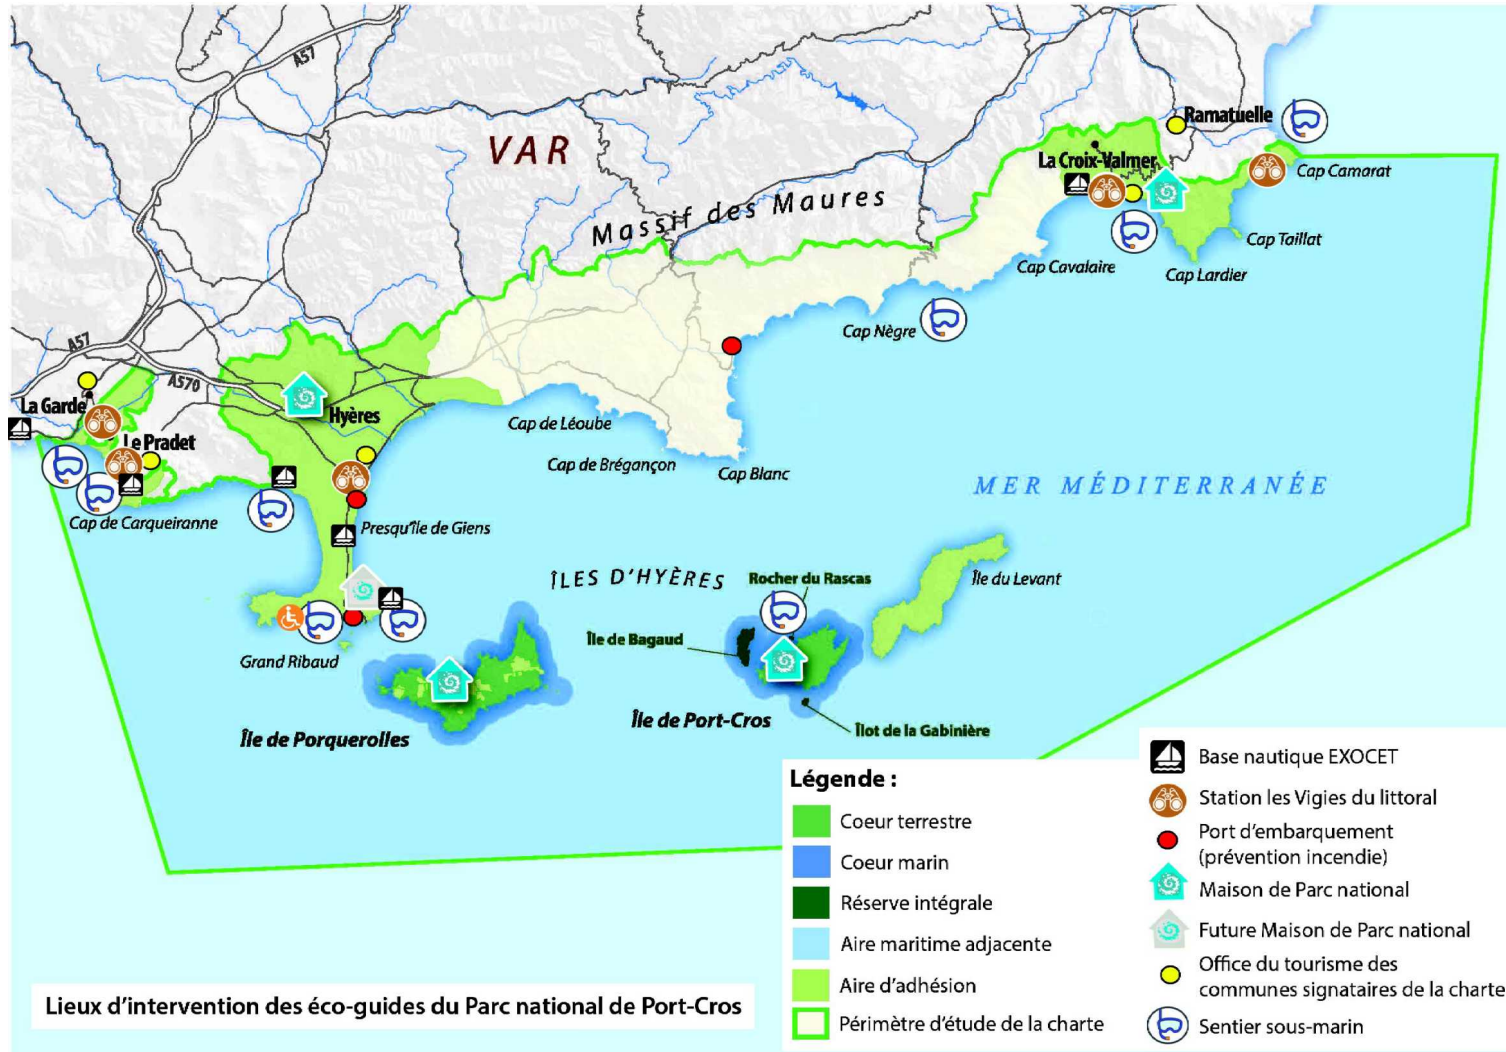 A57
VAR
Massif des Maures
Ramatuelle
La Croix-Valmer
Cap Camarat
Cap Taillat
Cap Lardier
Cap Cavalaire
Cap Nègre
A57
A570
La Garde
Hyères
Le Pradet
Cap de Léoube
Cap de Brégançon
Cap Blanc
MER MÉDITERRANÉE
Cap de Carqueiranne
Presqu'île de Giens
ÎLES D'HYÈRES
Rocher du Rascas
Île du Levant
Île de Bagaud
Grand Ribaud
Île de Port-Cros
Îlot de la Gabinière
Île de Porquerolles
Légende :
Coeur terrestre
Coeur marin
Réserve intégrale
Aire maritime adjacente
Aire d'adhésion
Périmètre d'étude de la charte
Base nautique EXOCET
Station les Vigies du littoral
Port d'embarquement
(prévention incendie)
Maison de Parc national
Future Maison de Parc national
Office du tourisme des
communes signataires de la charte
Sentier sous-marin
Lieux d'intervention des éco-guides du Parc national de Port-Cros